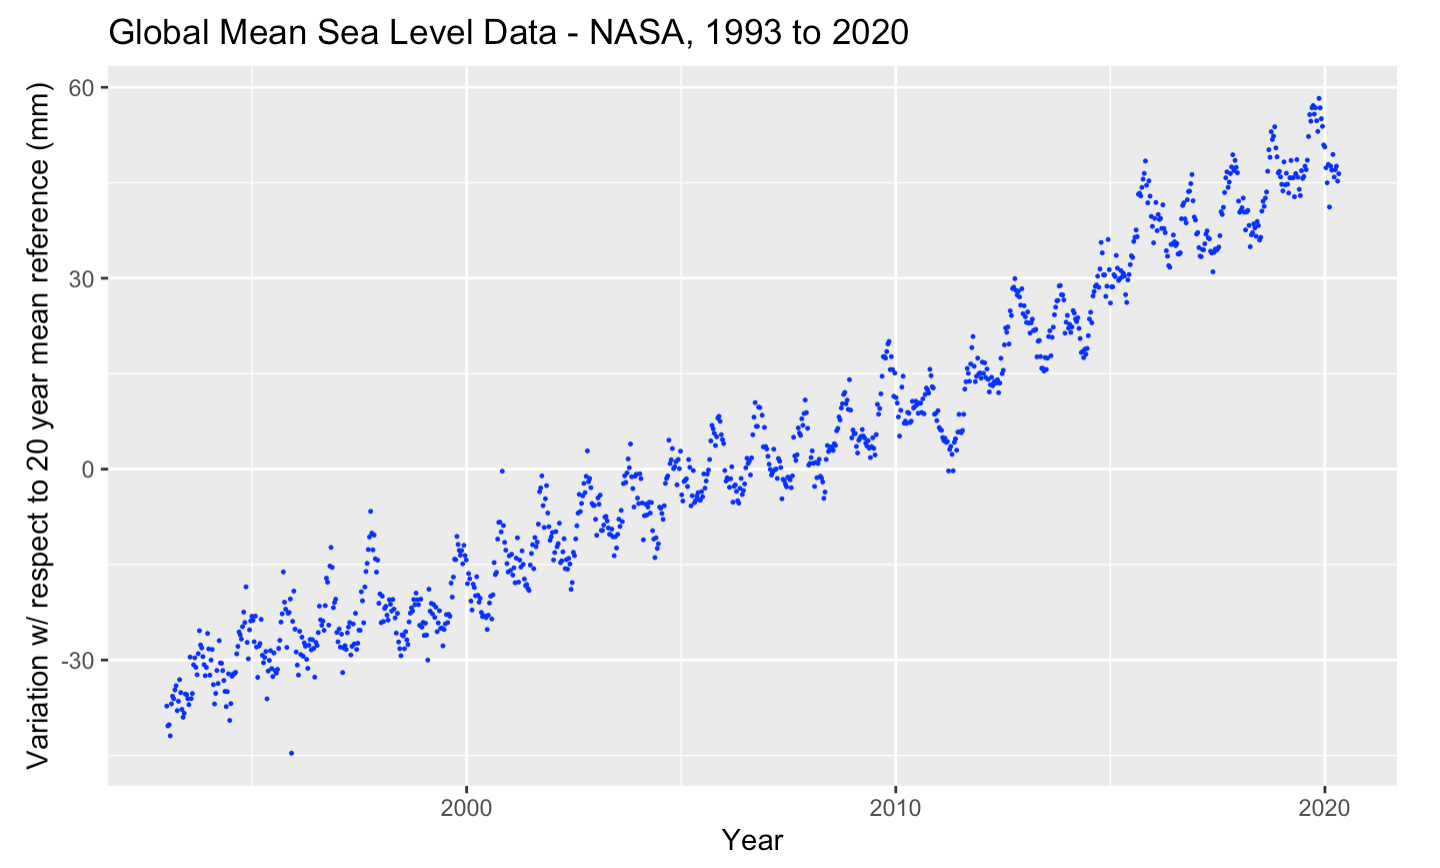 Global Mean Sea Level Data - NASA, 1993 to 2020
Variation w/ respect to 20 year mean reference (mm)
60
30
0
-30
2000
2010
2020
Year